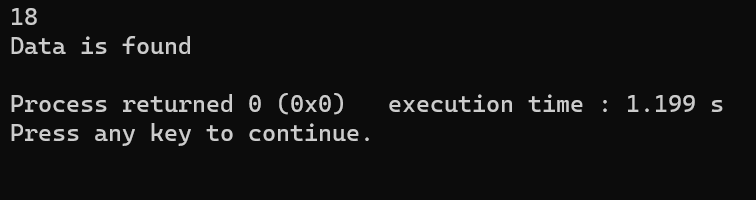 18
Data is found
Process returned 0 (0x0)   execution time : 1.199 s
Press any key to continue.